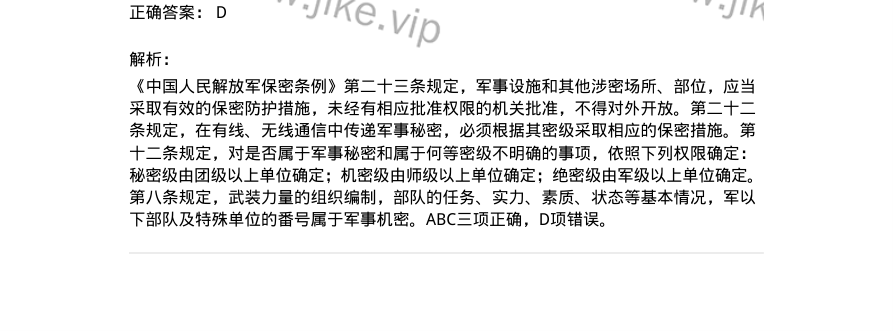 正确答案： D
w.jike.vip
解析：
《中国人民解放军保密条例》第二十三条规定，军事设施和其他涉密场所、部位，应当
采取有效的保密防护措施，未经有相应批准权限的机关批准，不得对外开放。第二十二
条规定，在有线、无线通信中传递军事秘密，必须根据其密级采取相应的保密措施。第
十二条规定，对是否属于军事秘密和属于何等密级不明确的事项，依照下列权限确定：
秘密级由团级以上单位确定；机密级由师级以上单位确定；绝密级由军级以上单位确定。
第八条规定，武装力量的组织编制，部队的任务、实力、素质、状态等基本情况，军以
下部队及特殊单位的番号属于军事机密。ABC三项正确，D项错误。